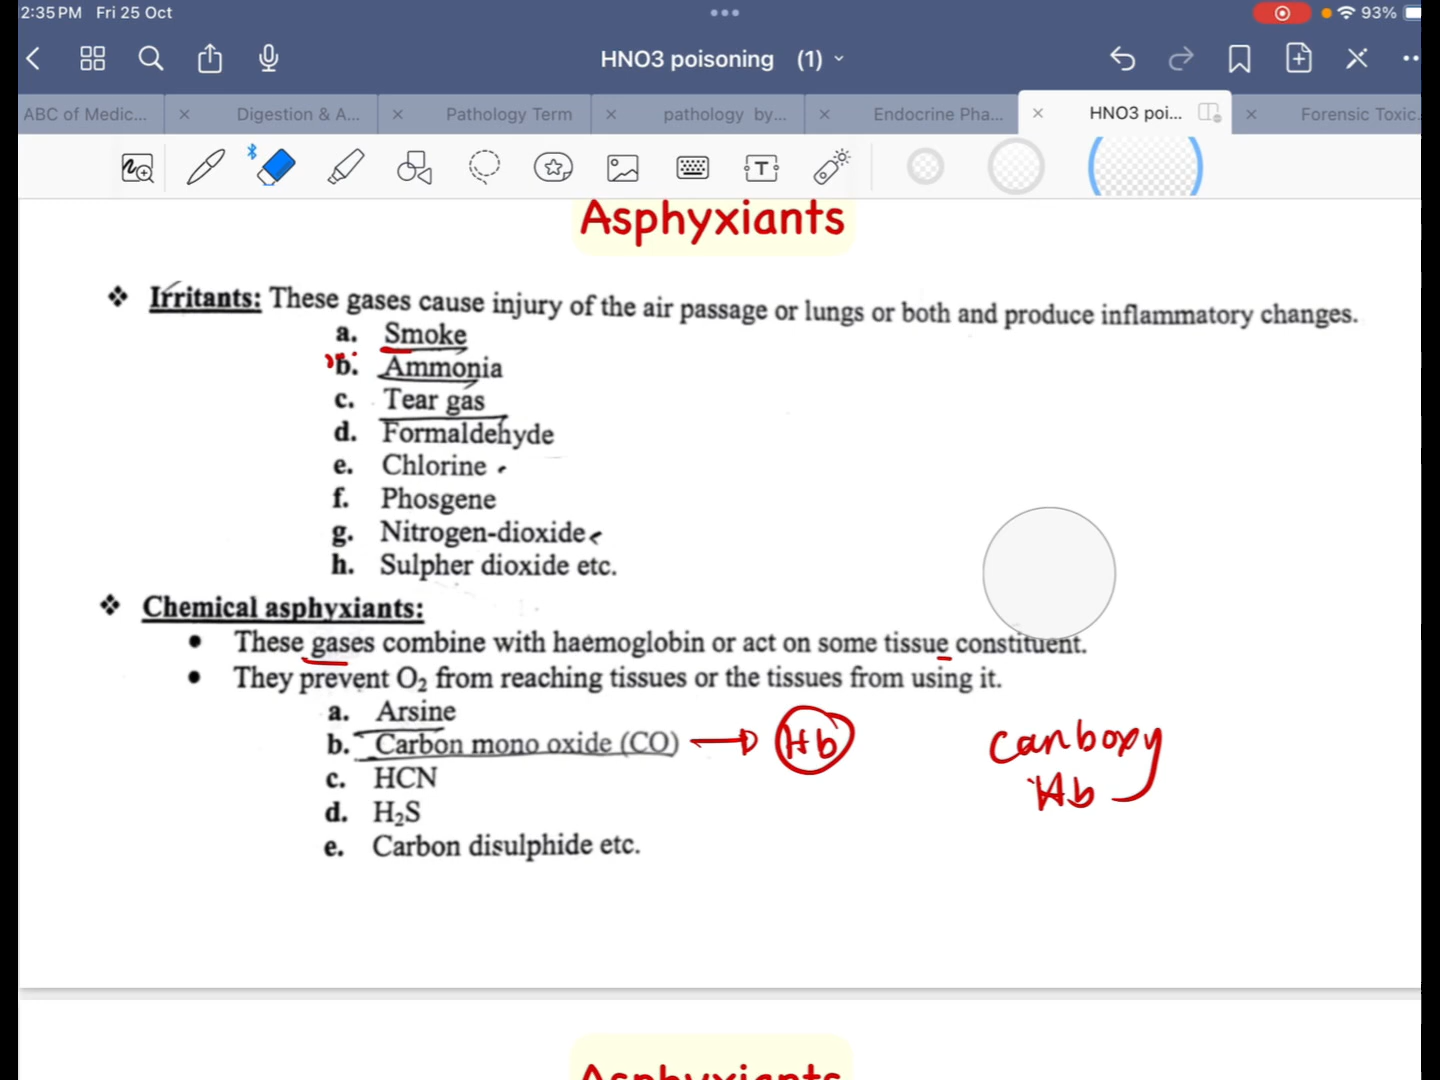 2:35 PM Fri 25 Oct
93%
HNO3 poisoning (1)
ABC of Medic...
Digestion & A...
Pathology Term
pathology by...
Endocrine Pha...
HNO3 poi...
Forensic Toxic.
T
Asphyxiants
❖ Irritants: These gases cause injury of the air passage or lungs or both and produce inflammatory changes.
a. Smoke
b. Ammonia
c. Tear gas
d. Formaldehyde
e. Chlorine
f. Phosgene
g. Nitrogen-dioxide
h. Sulpher dioxide etc.
❖ Chemical asphyxiants:
• These gases combine with haemoglobin or act on some tissue constituent.
• They prevent O₂ from reaching tissues or the tissues from using it.
a. Arsine
b. Carbon mono oxide (CO) → Hb
canboxy
Hb
c. HCN
d. H₂S
e. Carbon disulphide etc.
Asphyxiants